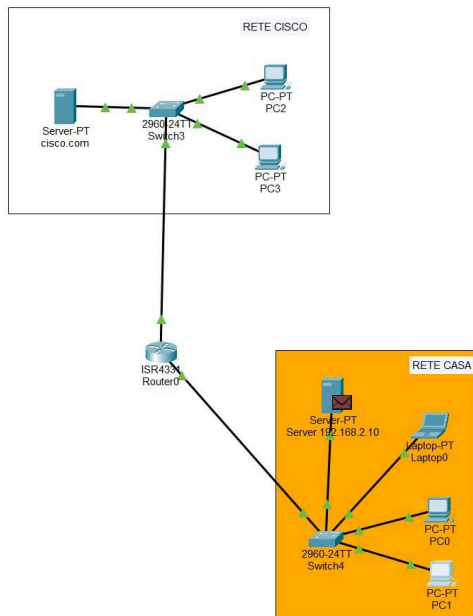 RETE CISCO
PC-PT
PC2
Server-PT
cisco.com
2960-24TT
Switch3
PC-PT
PC3
ISR4331
Router0
RETE CASA
Server-PT
Server 192.168.2.10
Laptop-PT
Laptop0
PC-PT
PC0
2960-24TT
Switch4
PC-PT
PC1